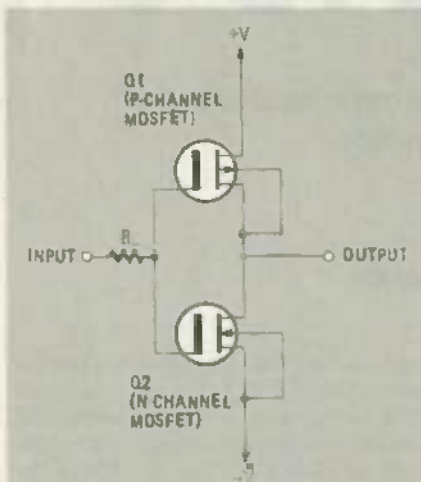 +V
Q1
(P-CHANNEL
MOSFET)
R
INPUT
OUTPUT
Q2
(N-CHANNEL
MOSFET)